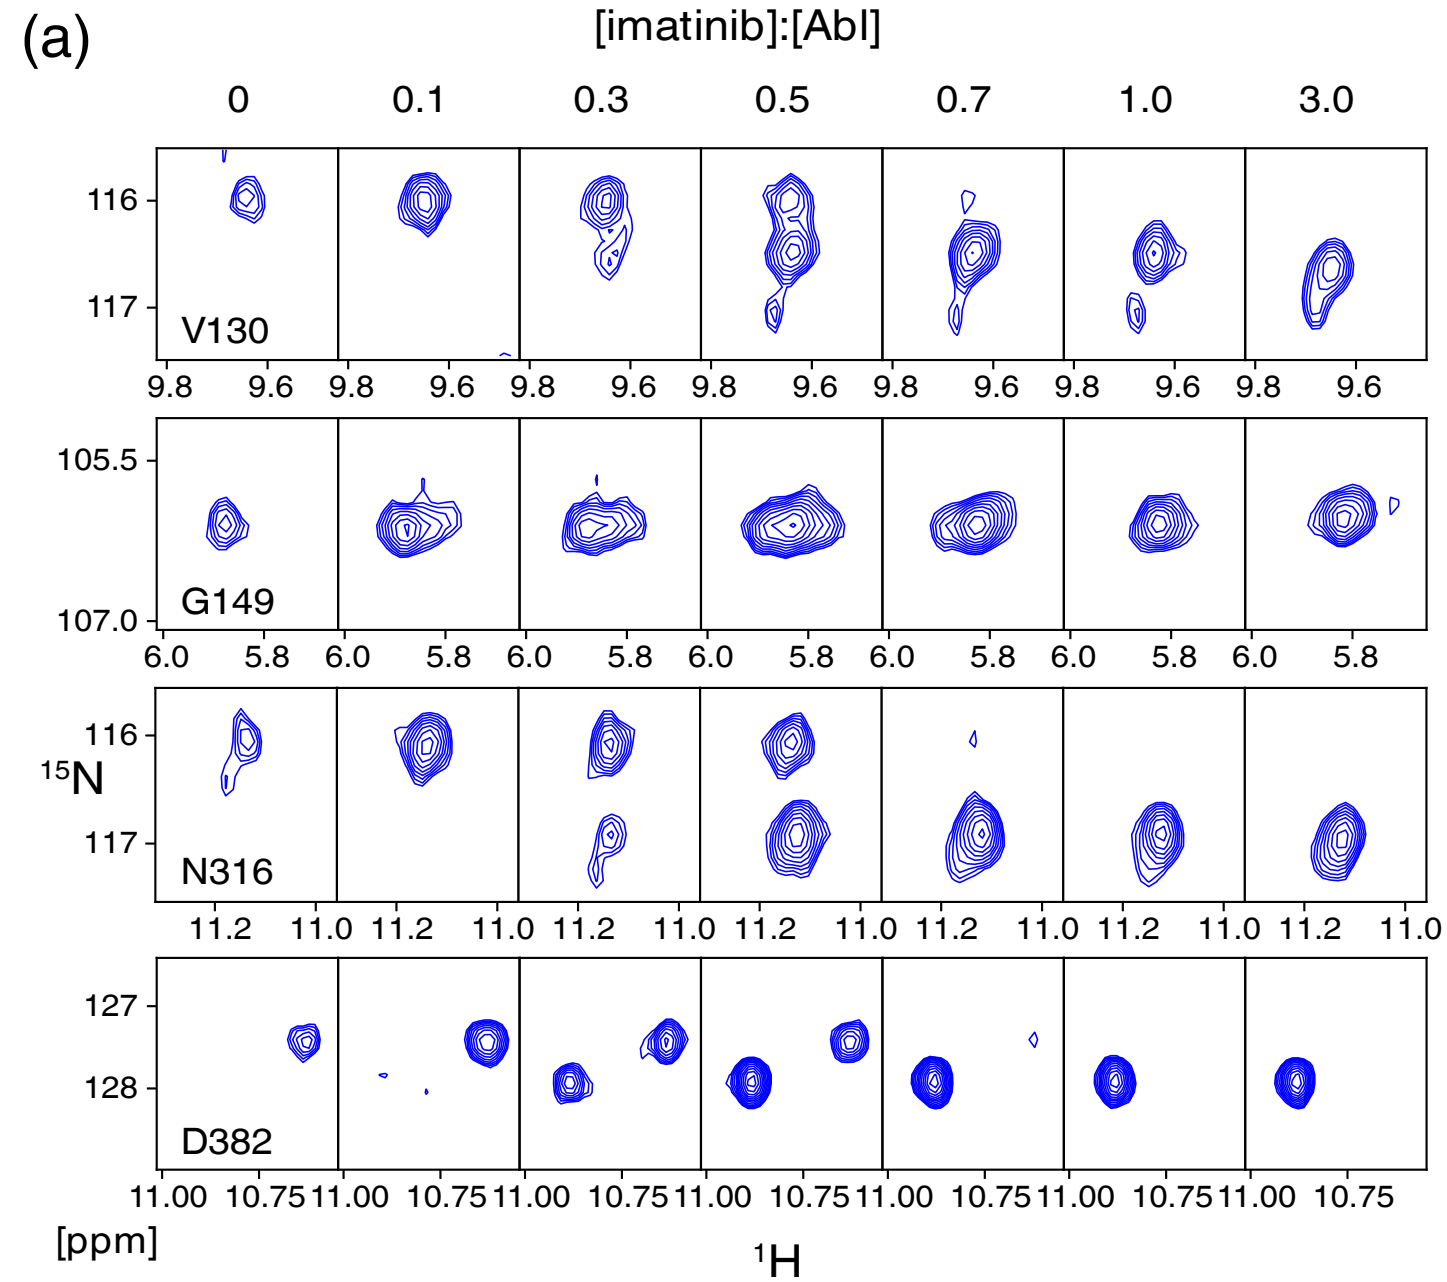 (a)
[imatinib]:[Abl]
0 0.1 0.3 0.5 0.7 1.0 3.0
116
117
V130
9.8 9.6 9.8 9.6 9.8 9.6 9.8 9.6 9.8 9.6 9.8 9.6 9.8 9.6
105.5
107.0
G149
6.0 5.8 6.0 5.8 6.0 5.8 6.0 5.8 6.0 5.8 6.0 5.8 6.0 5.8
116
¹⁵N
117
N316
11.2 11.0 11.2 11.0 11.2 11.0 11.2 11.0 11.2 11.0 11.2 11.0 11.2 11.0
127
128
D382
11.00 10.75 11.00 10.75 11.00 10.75 11.00 10.75 11.00 10.75 11.00 10.75 11.00 10.75
[ppm]
¹H